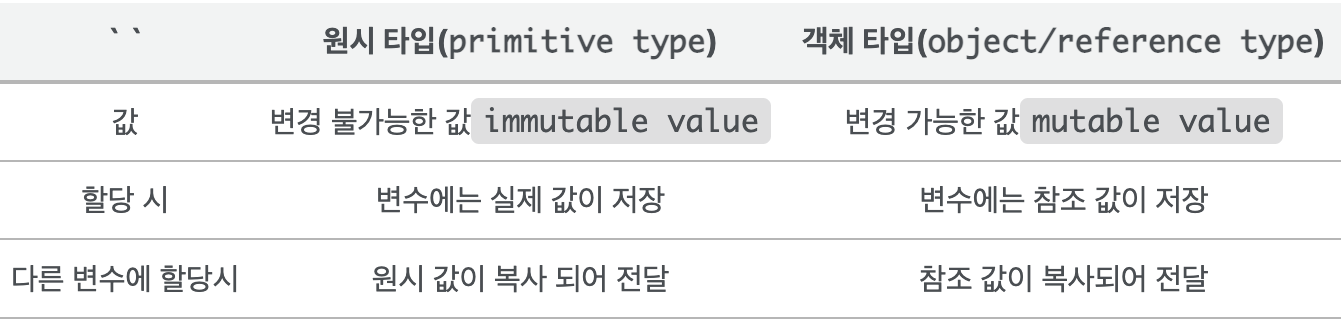 ` ` 원시 타입(primitive type) 객체 타입(object/reference type)
값 변경 불가능한 값 immutable value 변경 가능한 값 mutable value
할당 시 변수에는 실제 값이 저장 변수에는 참조 값이 저장
다른 변수에 할당시 원시 값이 복사 되어 전달 참조 값이 복사되어 전달